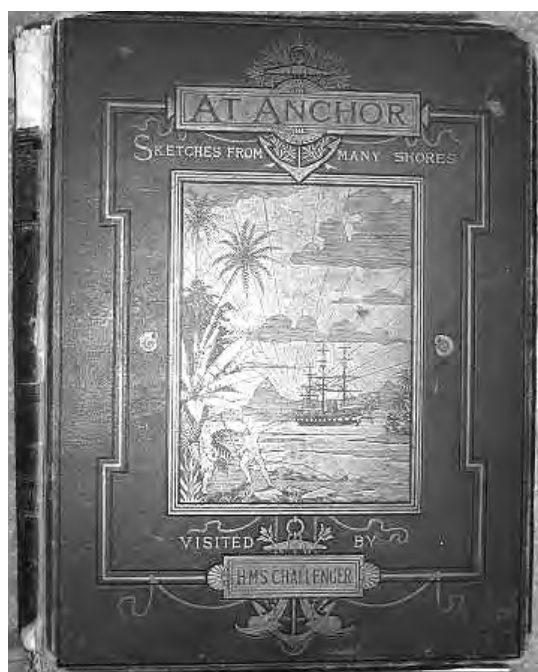 AT ANCHOR
SKETCHES FROM MANY SHORES
VISITED BY
H.M.S. CHALLENGER